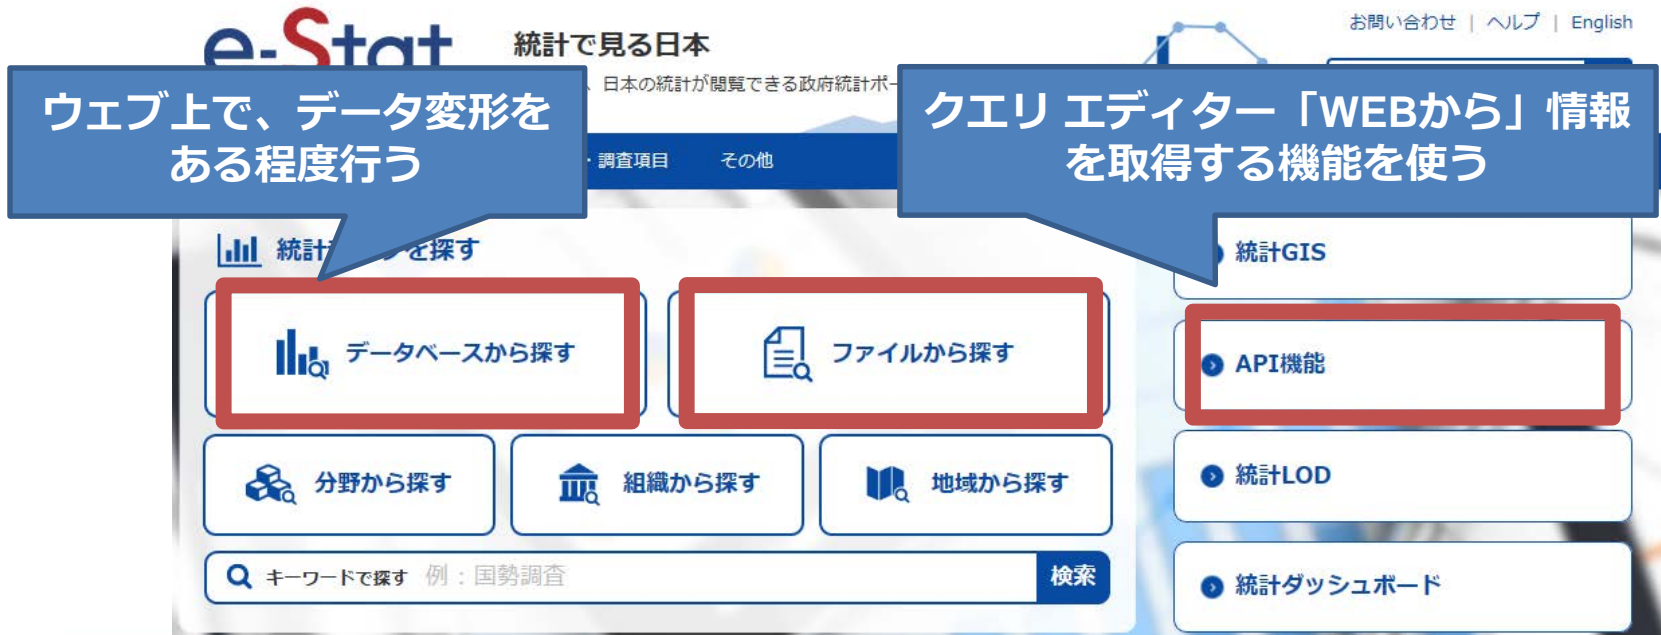 お問い合わせ | ヘルプ | English
e-Stat
統計で見る日本
日本の統計が閲覧できる政府統計ポー
ウェブ上で、データ変形を
ある程度行う
クエリ エディター「WEBから」情報
を取得する機能を使う
・調査項目 その他
統計 を探す
データベースから探す
ファイルから探す
分野から探す
組織から探す
地域から探す
キーワードで探す 例：国勢調査 検索
統計GIS
API機能
統計LOD
統計ダッシュボード